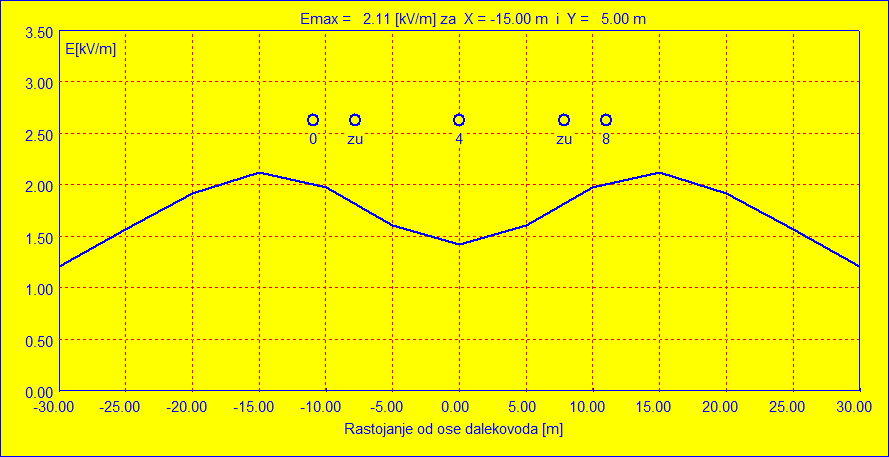 Emax = 2.11 [kV/m] za X = -15.00 m i Y = 5.00 m
3.50
E[kV/m]
3.00
2.50
0 zu 4 zu 8
2.00
1.50
1.00
0.50
0.00
-30.00 -25.00 -20.00 -15.00 -10.00 -5.00 0.00 5.00 10.00 15.00 20.00 25.00 30.00
Rastojanje od ose dalekovoda [m]